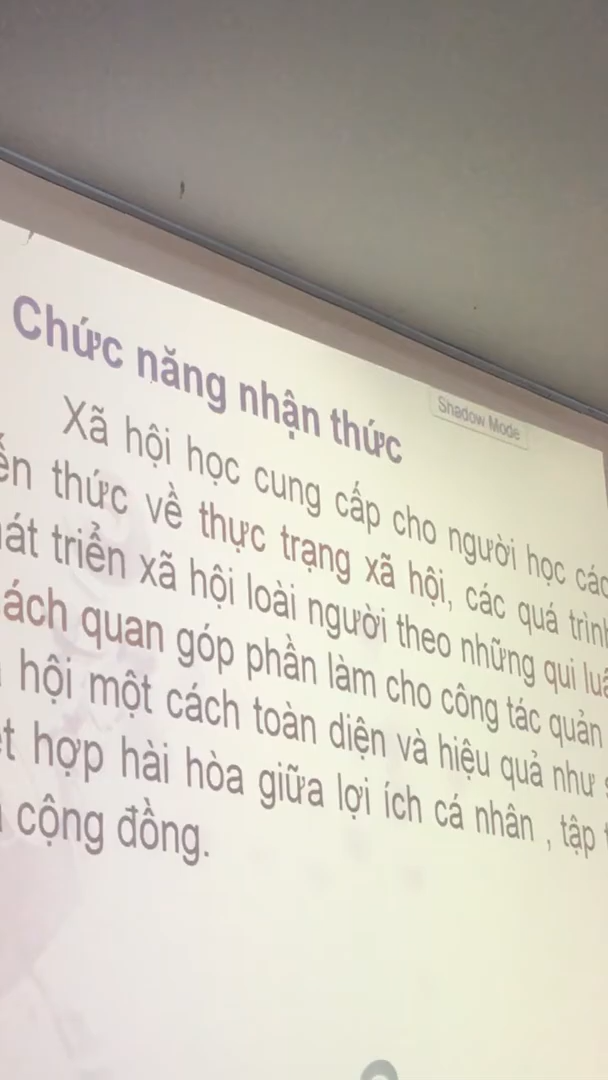 Chức năng nhận thức
Shadow Mode
Xã hội học cung cấp cho người học các
thức về thực trạng xã hội, các quá trình
triển xã hội loài người theo những qui
quan góp phần làm cho công tác quản
hội một cách toàn diện và hiệu quả như
hợp hài hòa giữa lợi ích cá nhân , tập
cộng đồng.